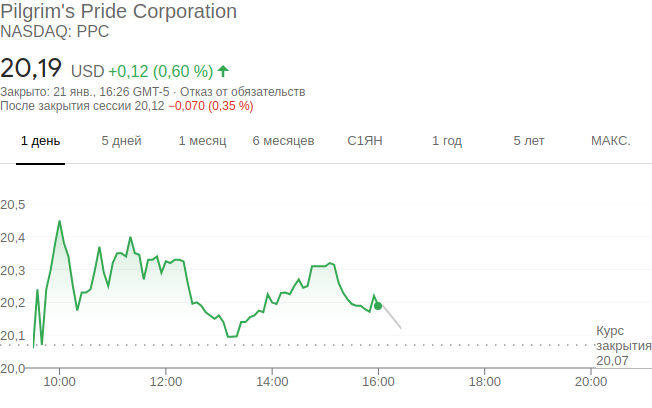 Pilgrim's Pride Corporation
NASDAQ: PPC
20,19 USD +0,12 (0,60 %)
Закрыто: 21 янв., 16:26 GMT-5 · Отказ от обязательств
После закрытия сессии 20,12 −0,070 (0,35 %)
1 день 5 дней 1 месяц 6 месяцев С1ЯН 1 год 5 лет МАКС.
20,5
20,4
20,3
20,2
20,1
20,0
Курс
закрытия
20,07
10:00 12:00 14:00 16:00 18:00 20:00